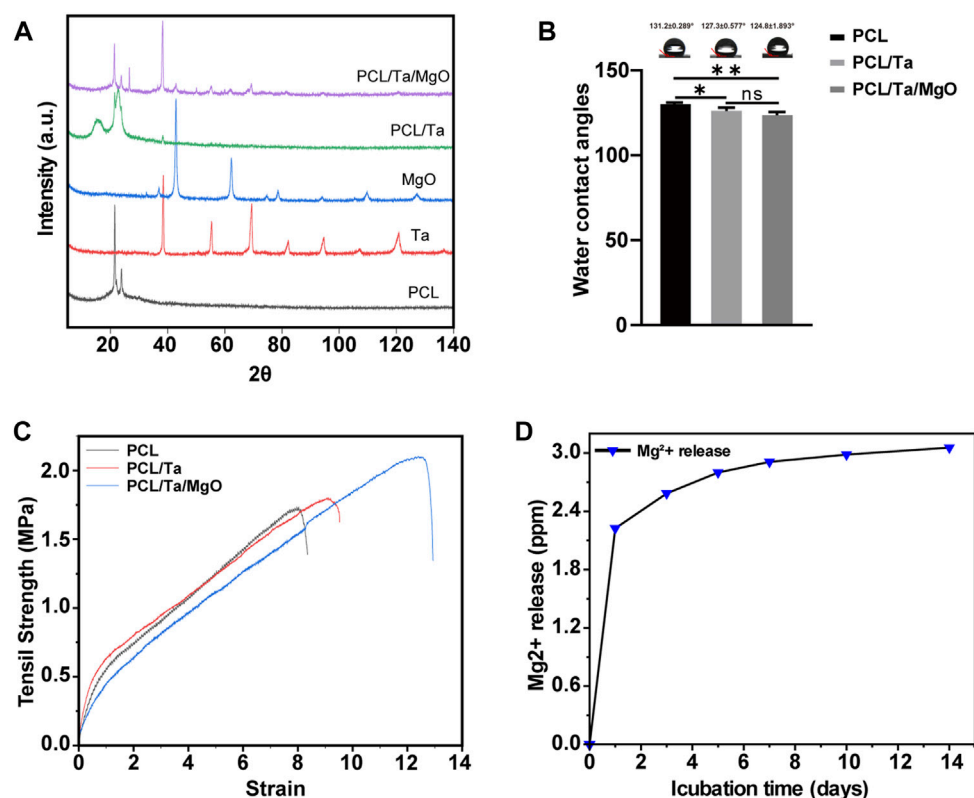 A
PCL/Ta/MgO
PCL/Ta
MgO
Ta
PCL
Intensity (a.u.)
20 40 60 80 100 120 140
2θ
B
131.2±0.289° 127.3±0.577° 124.8±1.893°
PCL
PCL/Ta
PCL/Ta/MgO
150
100
50
0
Water contact angles
**
*
ns
C
PCL
PCL/Ta
PCL/Ta/MgO
2.0
1.5
1.0
0.5
0.0
Tensil Strength (MPa)
0 2 4 6 8 10 12 14
Strain
D
Mg²+ release
3.0
2.4
1.8
1.2
0.6
0.0
Mg2+ release (ppm)
0 2 4 6 8 10 12 14
Icubation time (days)